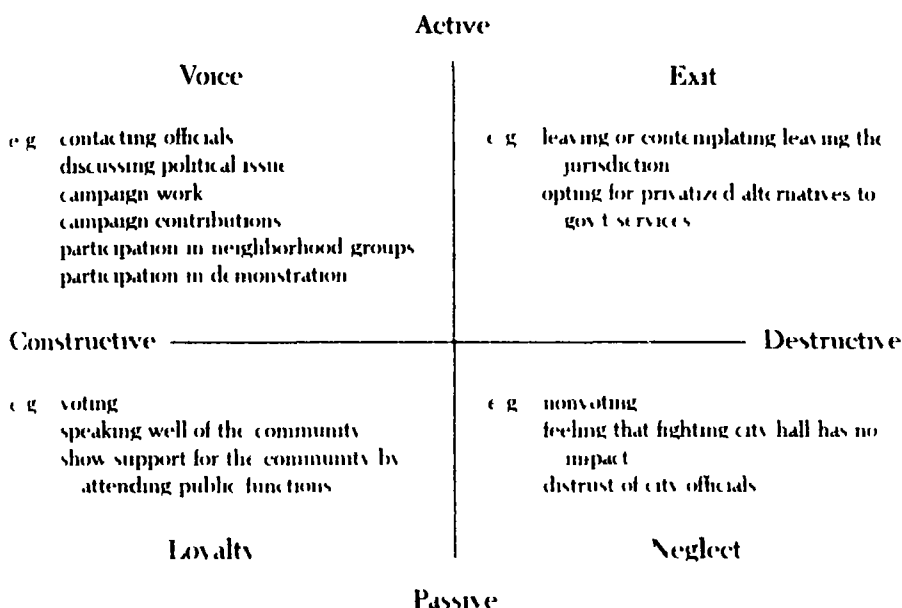 Active
Voice
Exit
e g contacting officials
discussing political issue
campaign work
campaign contributions
participation in neighborhood groups
participation in demonstration
e g leaving or contemplating leaving the
jurisdiction
opting for privatized alternatives to
gov t services
Constructive
Destructive
e g voting
speaking well of the community
show support for the community by
attending public functions
e g nonvoting
feeling that fighting city hall has no
impact
distrust of city officials
Loyalty
Neglect
Passive